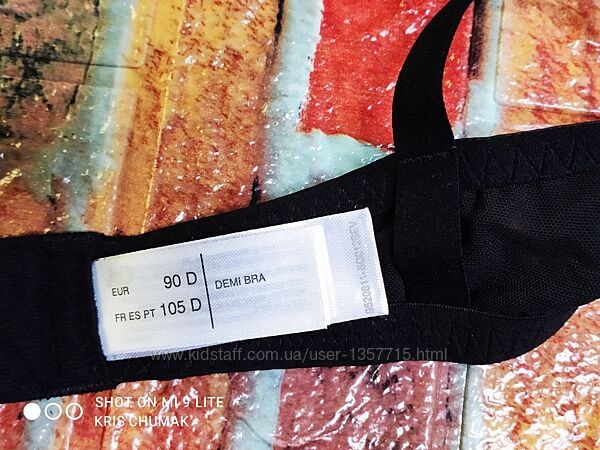 EUR 90 D
FR ES PT 105 D
DEMI BRA
www.kidstaff.com.ua/user-1357715.html
SHOT ON MI 9 LITE
KRIS CHUMAK